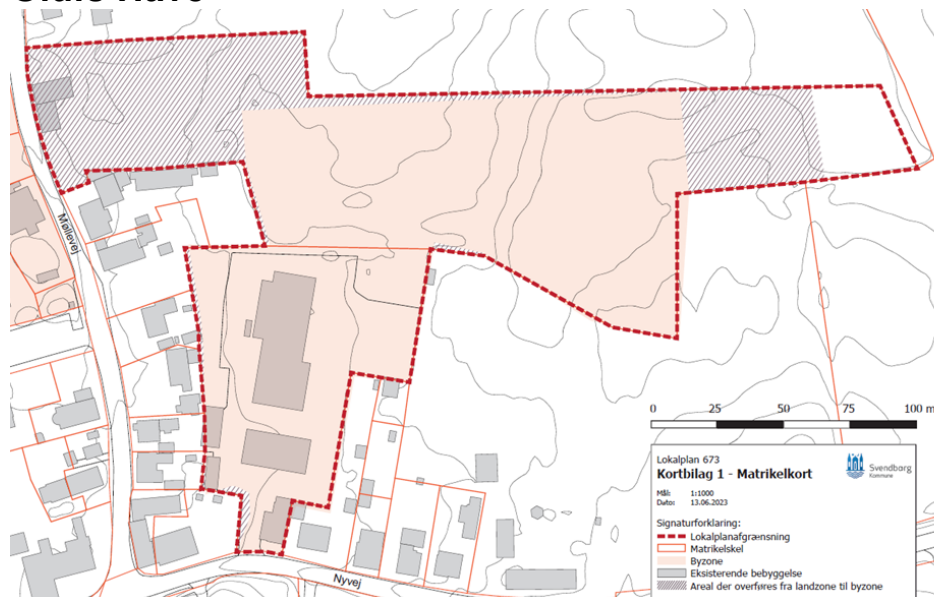 Møllevej
0 25 50 75 100 m
Lokalplan 673
Kortbilag 1 - Matrikelkort
Svendborg
Kommune
Mål: 1:1000
Dato: 13.06.2023
Signaturforklaring:
Lokalplanafgrænsning
Matrikelskel
Byzone
Eksisterende bebyggelse
Areal der overføres fra landzone til byzone
Nyvej